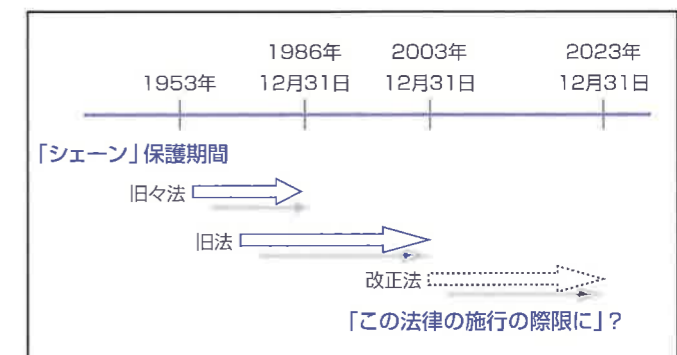 1986年 2003年 2023年
1953年 12月31日 12月31日 12月31日
「シェーン」保護期間
旧々法
旧法
改正法
「この法律の施行の際限に」?